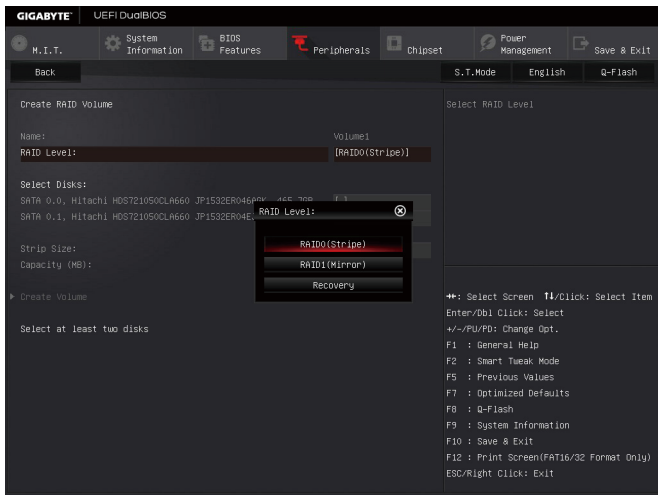 GIGABYTE™ UEFI DualBIOS
M.I.T.
System Information
BIOS Features
Peripherals
Chipset
Power Management
Save & Exit
Back
S.T.Mode English Q-Flash
Create RAID Volume
Select RAID Level
Name: Volume1
RAID Level: [RAID0(Stripe)]
Select Disks:
SATA 0.0, Hitachi HDS721050CLA660 465.7GB [ ]
SATA 0.1, Hitachi HDS721050CLA660
Strip Size:
Capacity (MB):
Create Volume
Select at least two disks
RAID Level:
RAID0(Stripe)
RAID1(Mirror)
Recovery
→←: Select Screen ↑↓/Click: Select Item
Enter/Dbl Click: Select
+/-/PU/PD: Change Opt.
F1 : General Help
F2 : Smart Tweak Mode
F5 : Previous Values
F7 : Optimized Defaults
F8 : Q-Flash
F9 : System Information
F10 : Save & Exit
F12 : Print Screen(FAT16/32 Format Only)
ESC/Right Click: Exit